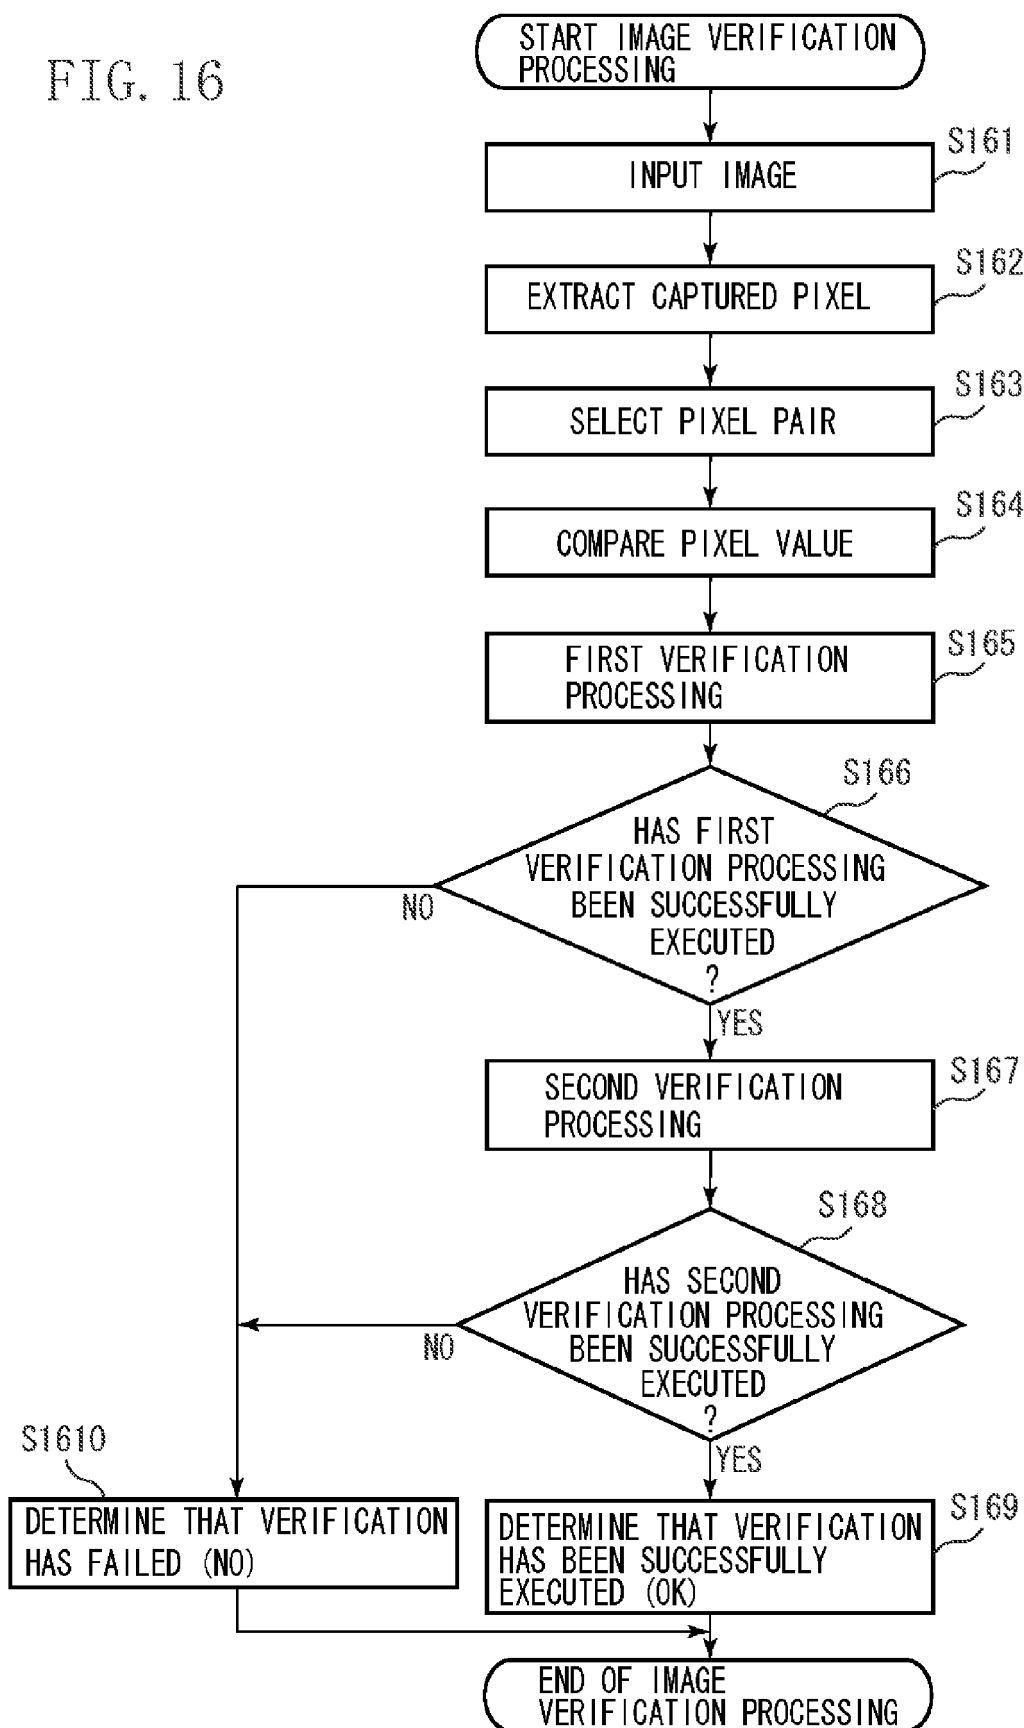 FIG. 16
START IMAGE VERIFICATION
PROCESSING
S161
INPUT IMAGE
S162
EXTRACT CAPTURED PIXEL
S163
SELECT PIXEL PAIR
S164
COMPARE PIXEL VALUE
S165
FIRST VERIFICATION
PROCESSING
S166
HAS FIRST
VERIFICATION PROCESSING
BEEN SUCCESSFULLY
EXECUTED
?
NO
YES
S167
SECOND VERIFICATION
PROCESSING
S168
HAS SECOND
VERIFICATION PROCESSING
BEEN SUCCESSFULLY
EXECUTED
?
NO
YES
S1610
DETERMINE THAT VERIFICATION
HAS FAILED (NO)
S169
DETERMINE THAT VERIFICATION
HAS BEEN SUCCESSFULLY
EXECUTED (OK)
END OF IMAGE
VERIFICATION PROCESSING